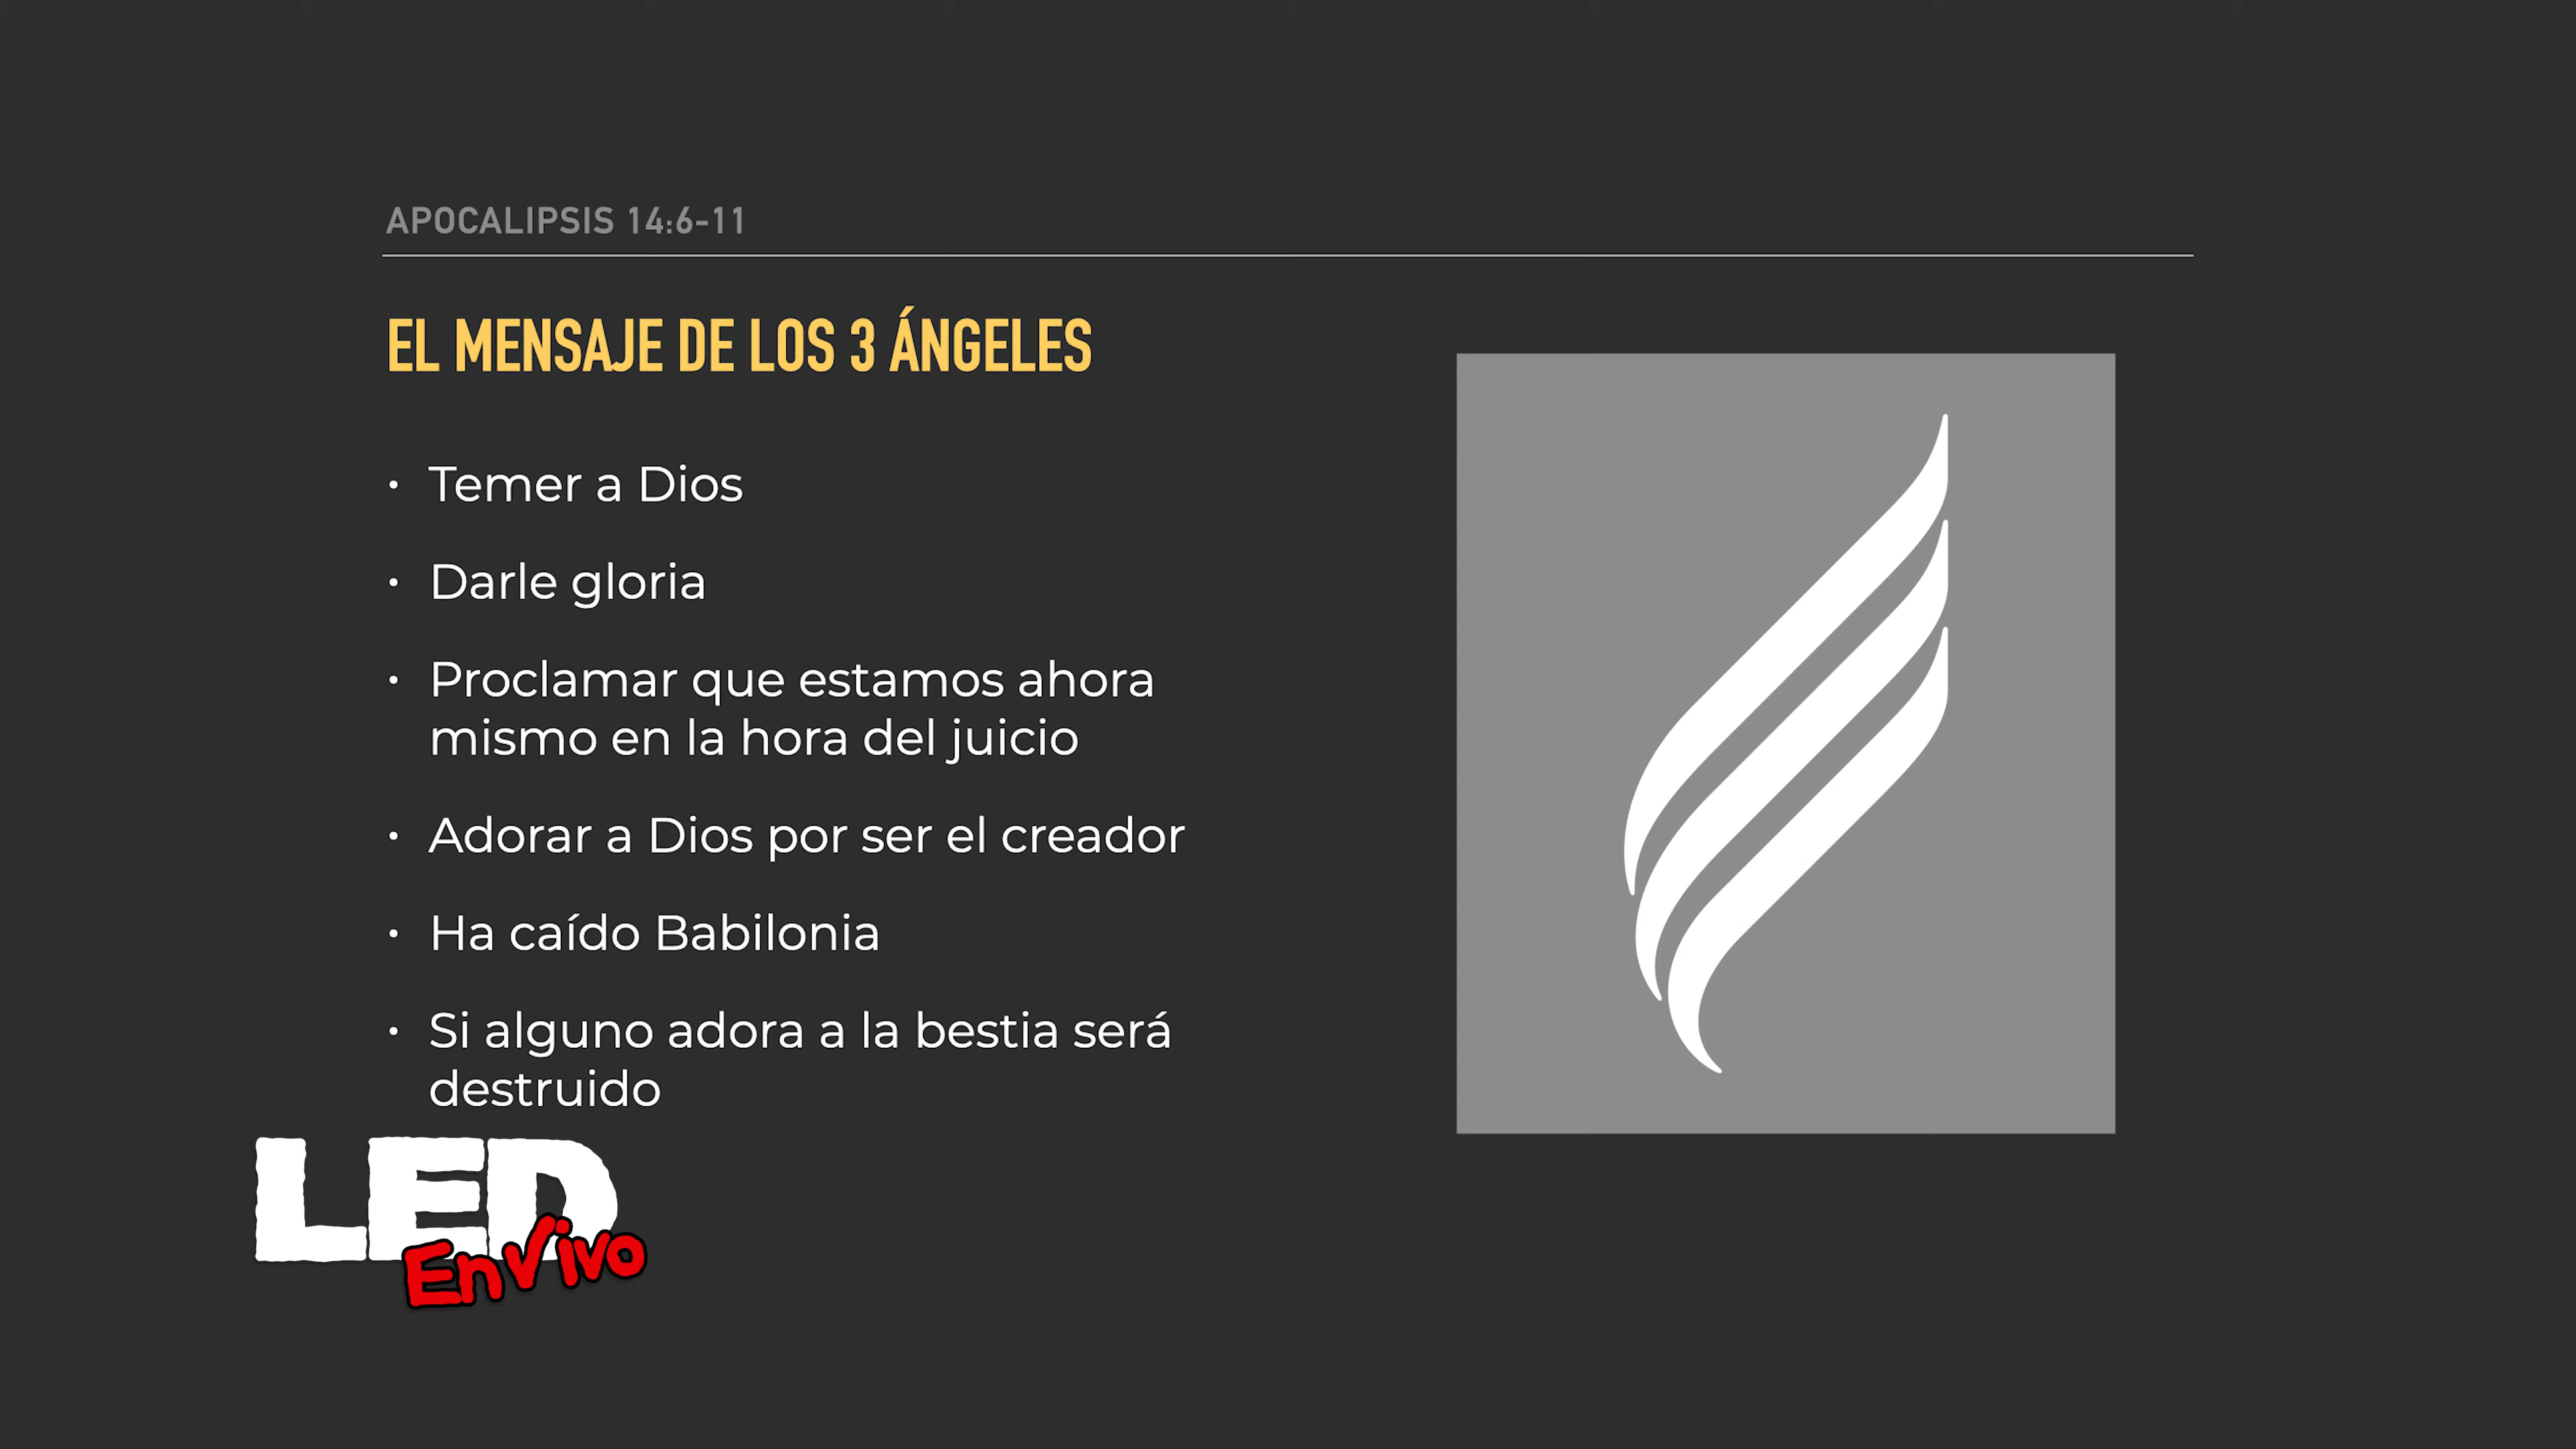 APOCALIPSIS 14:6-11
EL MENSAJE DE LOS 3 ÁNGELES
• Temer a Dios
• Darle gloria
• Proclamar que estamos ahora
mismo en la hora del juicio
• Adorar a Dios por ser el creador
• Ha caído Babilonia
• Si alguno adora a la bestia será
destruido
LED
En Vivo